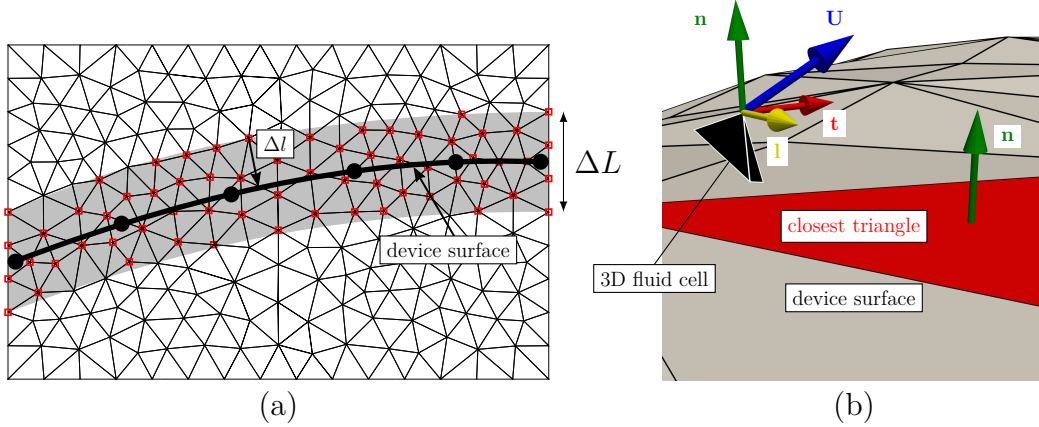 Δl
ΔL
device surface
(a)
n
U
t
l
n
closest triangle
3D fluid cell
device surface
(b)